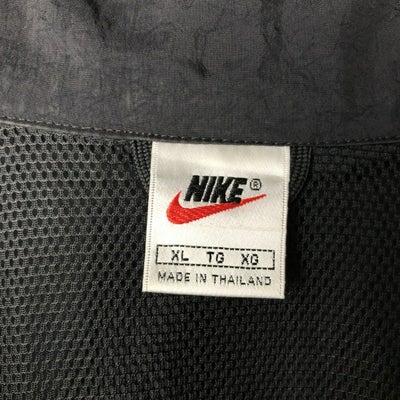 NIKE®
XL TG XG
MADE IN THAILAND